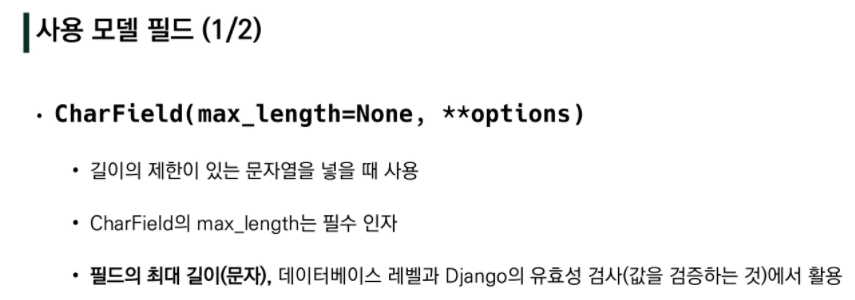 사용 모델 필드 (1/2)
• CharField(max_length=None, **options)
• 길이의 제한이 있는 문자열을 넣을 때 사용
• CharField의 max_length는 필수 인자
• 필드의 최대 길이(문자), 데이터베이스 레벨과 Django의 유효성 검사(값을 검증하는 것)에서 활용